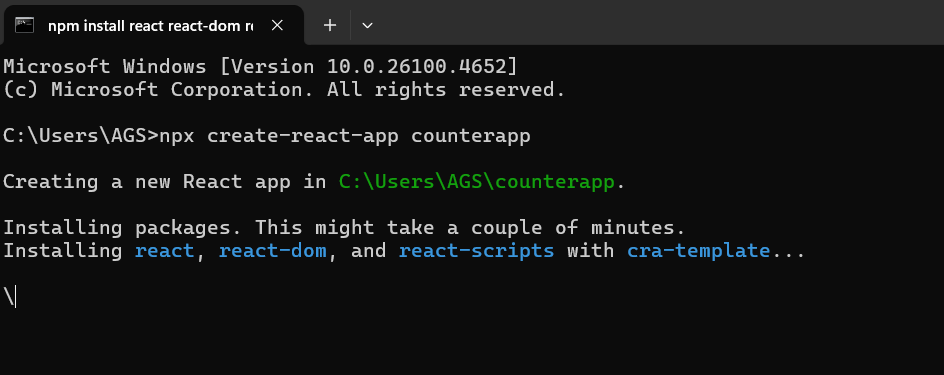 npm install react react-dom r
Microsoft Windows [Version 10.0.26100.4652]
(c) Microsoft Corporation. All rights reserved.
C:\Users\AGS>npx create-react-app counterapp
Creating a new React app in C:\Users\AGS\counterapp.
Installing packages. This might take a couple of minutes.
Installing react, react-dom, and react-scripts with cra-template...
\